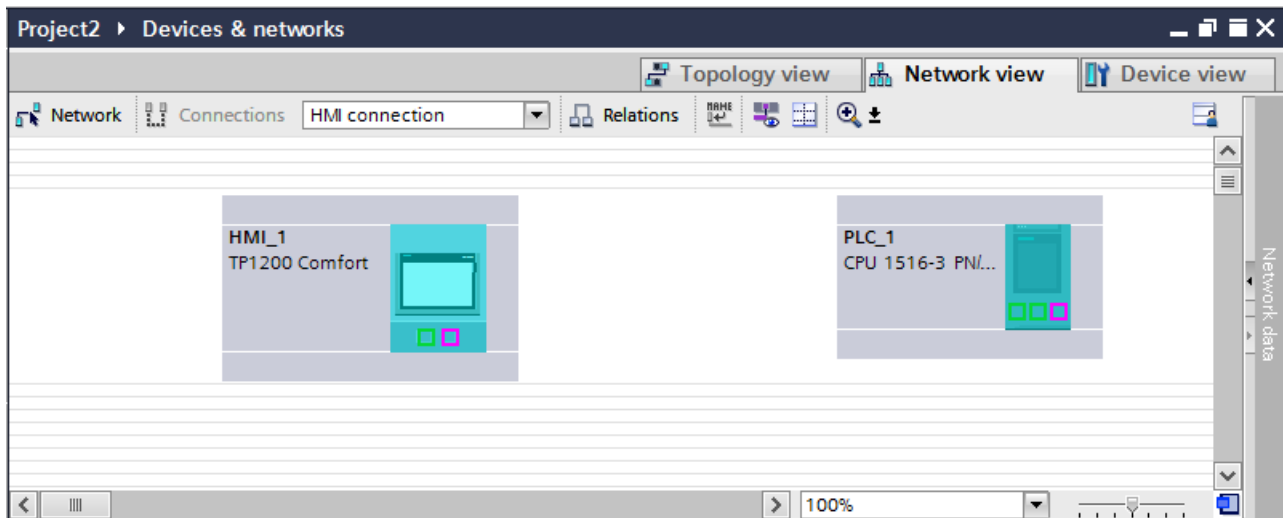 Project2 ▸ Devices & networks
Topology view Network view Device view
Network Connections HMI connection Relations NAME
HMI_1
TP1200 Comfort
PLC_1
CPU 1516-3 PN/...
Network data
100%